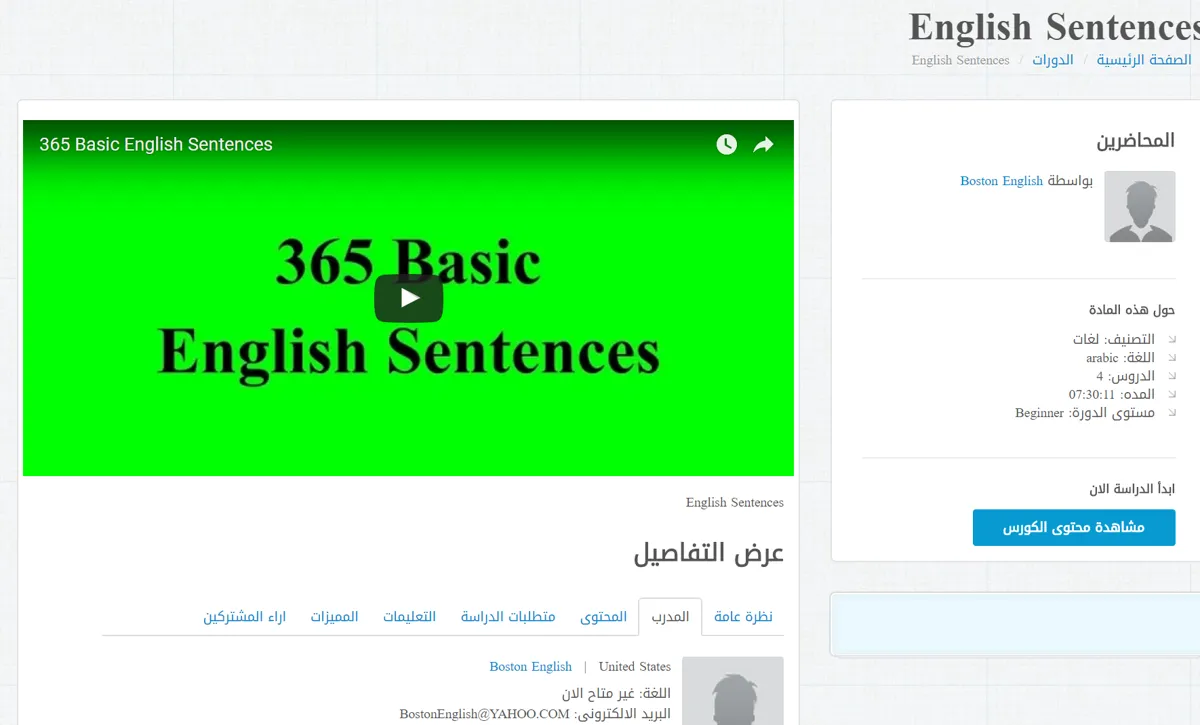 English Sentences
الصفحة الرئيسية / الدورات / English Sentences
المحاضرين
بواسطة Boston English
حول هذه المادة
التصنيف: لغات
اللغة: arabic
الدروس: 4
المده: 07:30:11
مستوى الدورة: Beginner
ابدأ الدراسة الان
مشاهدة محتوى الكورس
365 Basic English Sentences
365 Basic
English Sentences
English Sentences
عرض التفاصيل
نظرة عامة
المدرب
المحتوى
متطلبات الدراسة
التعليمات
المميزات
اراء المشتركين
Boston English | United States
اللغة: غير متاح الان
البريد الالكترونى: BostonEnglish@YAHOO.COM